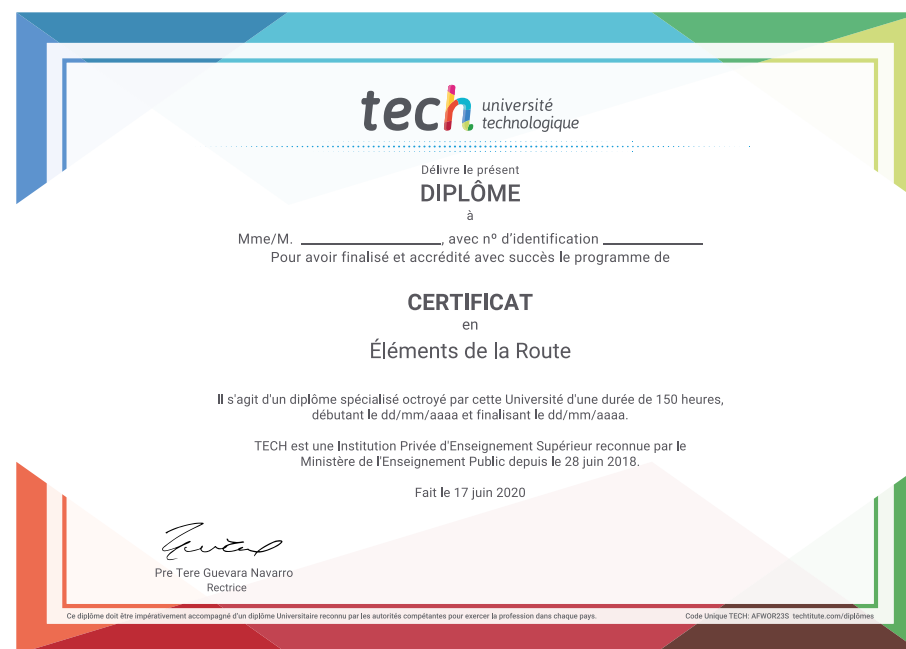 tech université
technologique
Délivre le présent
DIPLÔME
à
Mme/M. ____________________, avec nº d'identification ______________
Pour avoir finalisé et accrédité avec succès le programme de
CERTIFICAT
en
Éléments de la Route
Il s'agit d'un diplôme spécialisé octroyé par cette Université d'une durée de 150 heures,
débutant le dd/mm/aaaa et finalisant le dd/mm/aaaa.
TECH est une Institution Privée d'Enseignement Supérieur reconnue par le
Ministère de l'Enseignement Public depuis le 28 juin 2018.
Fait le 17 juin 2020
Pre Tere Guevara Navarro
Rectrice
Ce diplôme doit être impérativement accompagné d'un diplôme Universitaire reconnu par les autorités compétantes pour exercer la profession dans chaque pays.
Code Unique TECH: AFWOR23S techtitute.com/diplômes